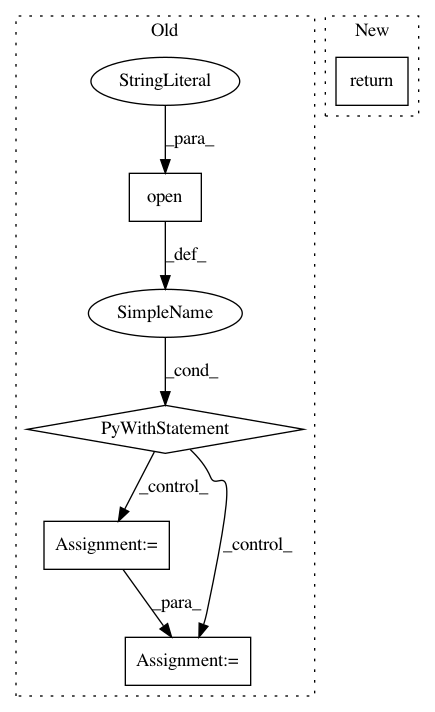 Old
New
StringLiteral
return
_para_
open
_def_
SimpleName
_cond_
PyWithStatement
_control_
Assignment:=
_control_
_para_
Assignment:=